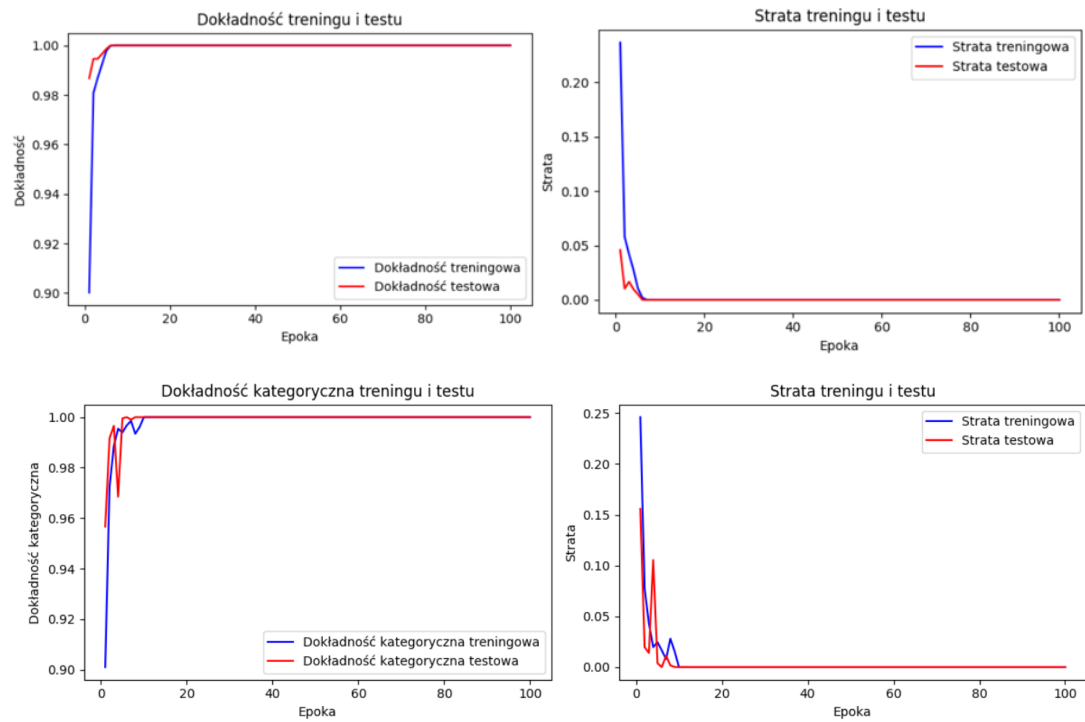 Dokładność treningu i testu
1.00
0.98
0.96
0.94
0.92
0.90
Dokładność
Dokładność treningowa
Dokładność testowa
0 20 40 60 80 100
Epoka
Strata treningu i testu
0.20
0.15
0.10
0.05
0.00
Strata
Strata treningowa
Strata testowa
0 20 40 60 80 100
Epoka
Dokładność kategoryczna treningu i testu
1.00
0.98
0.96
0.94
0.92
0.90
Dokładność kategoryczna
Dokładność kategoryczna treningowa
Dokładność kategoryczna testowa
0 20 40 60 80 100
Epoka
Strata treningu i testu
0.25
0.20
0.15
0.10
0.05
0.00
Strata
Strata treningowa
Strata testowa
0 20 40 60 80 100
Epoka